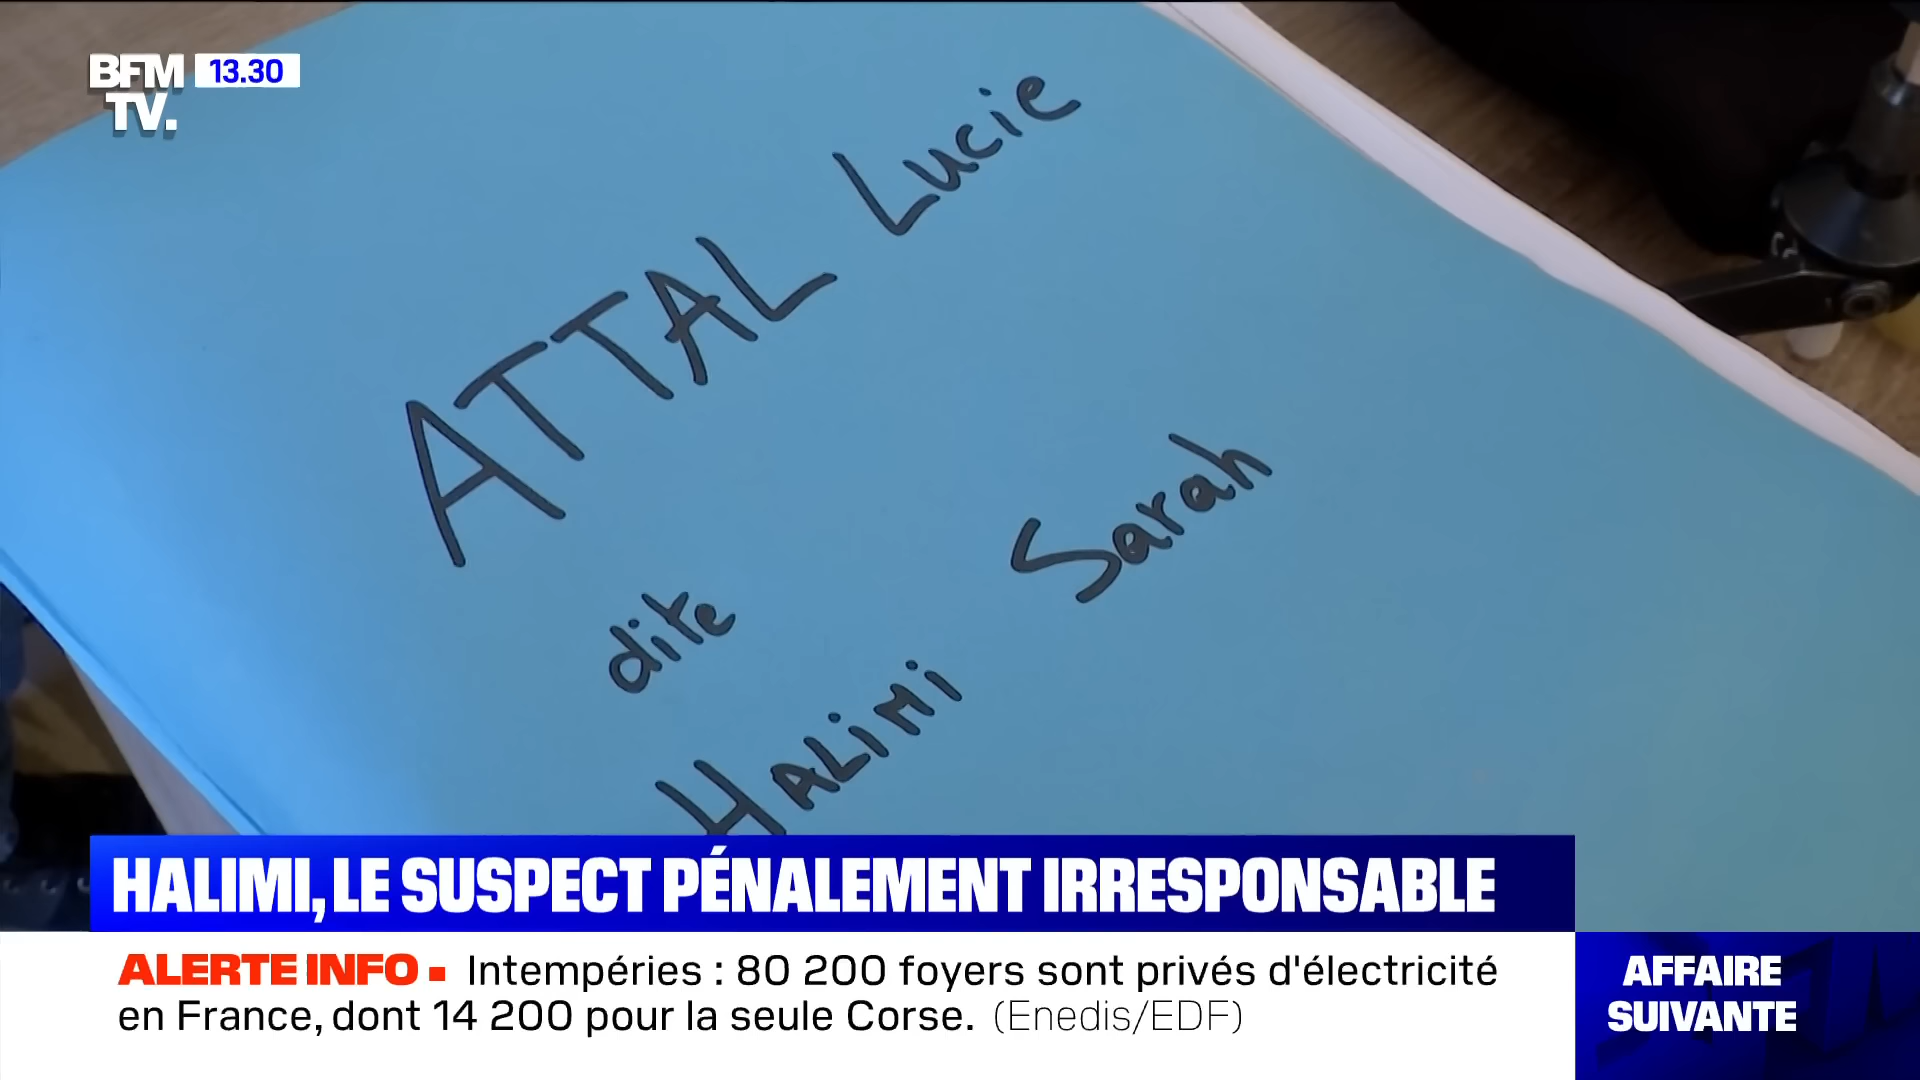 BFM 13.30
TV.
ATTAL Lucie
dite
HALIMI Sarah
HALIMI, LE SUSPECT PÉNALEMENT IRRESPONSABLE
ALERTE INFO - Intempéries : 80 200 foyers sont privés d'électricité
en France, dont 14 200 pour la seule Corse. (Enedis/EDF)
AFFAIRE
SUIVANTE